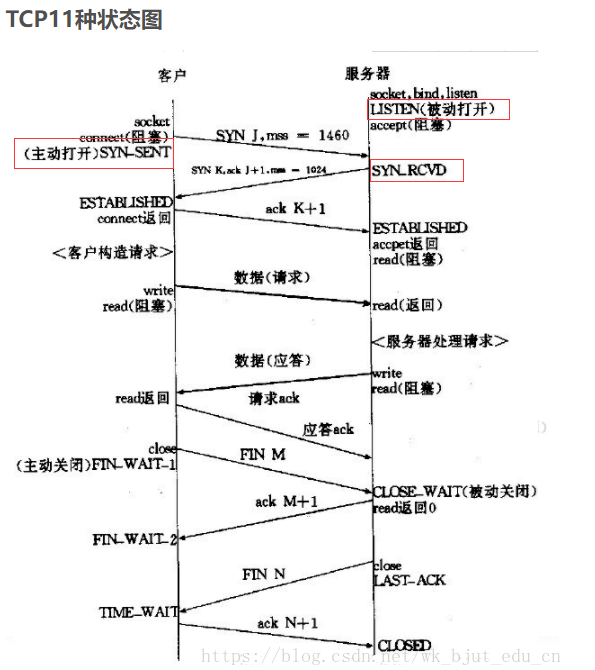 TCP11种状态图
客户
服务器
socket, bind, listen
LISTEN(被动打开)
accept(阻塞)
socket
connect(阻塞)
(主动打开)SYN_SENT
SYN J, mss = 1460
SYN K, ack J+1, mss = 1024
SYN_RCVD
ESTABLISHED
connect返回
ack K+1
ESTABLISHED
accpet返回
read(阻塞)
<客户构造请求>
数据(请求)
write
read(阻塞)
read(返回)
<服务器处理请求>
数据(应答)
write
read(阻塞)
read返回
请求ack
应答ack
close
(主动关闭)FIN_WAIT_1
FIN M
CLOSE_WAIT(被动关闭)
read返回0
ack M+1
FIN_WAIT_2
close
LAST-ACK
FIN N
TIME_WAIT
ack N+1
CLOSED
https://blog.csdn.net/wk_bjut_edu_cn